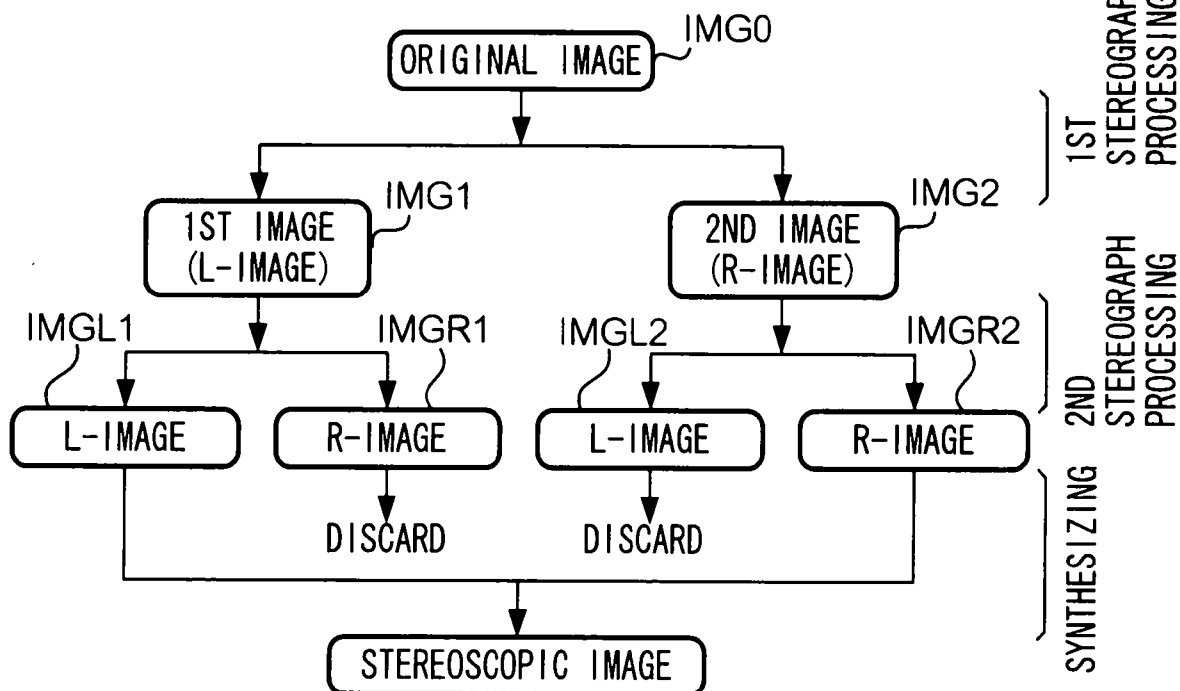 IMG0
ORIGINAL IMAGE
1ST
STEREOGRAPH
PROCESSING
IMG1
IMG2
1ST IMAGE
(L-IMAGE)
2ND IMAGE
(R-IMAGE)
2ND
STEREOGRAPH
PROCESSING
IMGL1
IMGR1
IMGL2
IMGR2
L-IMAGE
R-IMAGE
L-IMAGE
R-IMAGE
DISCARD
DISCARD
SYNTHESIZING
STEREOSCOPIC IMAGE